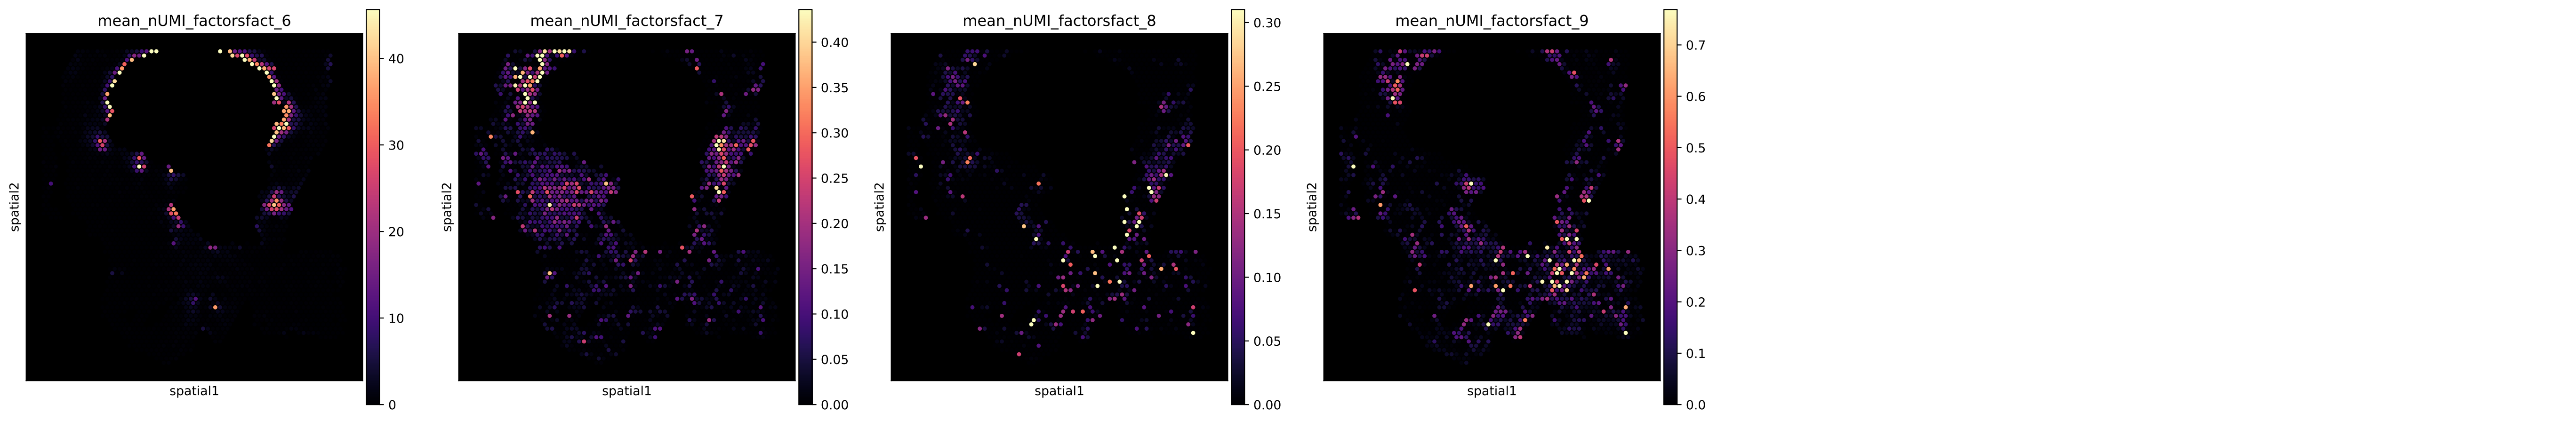 mean_nUMI_factorsfact_6
40
30
20
10
0
spatial2
spatial1
mean_nUMI_factorsfact_7
0.40
0.35
0.30
0.25
0.20
0.15
0.10
0.05
0.00
spatial2
spatial1
mean_nUMI_factorsfact_8
0.30
0.25
0.20
0.15
0.10
0.05
0.00
spatial2
spatial1
mean_nUMI_factorsfact_9
0.7
0.6
0.5
0.4
0.3
0.2
0.1
0.0
spatial2
spatial1